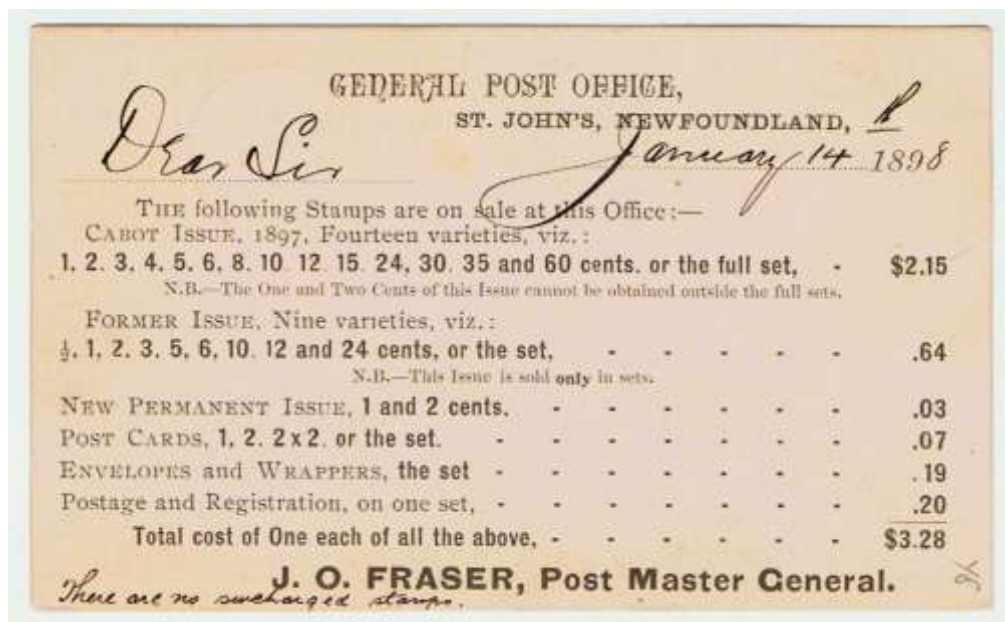 GENERAL POST OFFICE,
ST. JOHN'S, NEWFOUNDLAND,
Dear Sir
January 14 1898
THE following Stamps are on sale at this Office:—
CABOT ISSUE, 1897, Fourteen varieties, viz.:
1, 2, 3, 4, 5, 6, 8, 10, 12, 15, 24, 30, 35 and 60 cents, or the full set, - $2.15
N.B.—The One and Two Cents of this Issue cannot be obtained outside the full sets.
FORMER ISSUE, Nine varieties, viz.:
½, 1, 2, 3, 5, 6, 10, 12 and 24 cents, or the set, - - - - - .64
N.B.—This Issue is sold only in sets.
NEW PERMANENT ISSUE, 1 and 2 cents, - - - - - - .03
POST CARDS, 1, 2, 2x2, or the set. - - - - - - - .07
ENVELOPES and WRAPPERS, the set - - - - - - - .19
Postage and Registration, on one set, - - - - - - - .20
Total cost of One each of all the above, - - - - - - $3.28
J. O. FRASER, Post Master General.
There are no surcharged stamps.